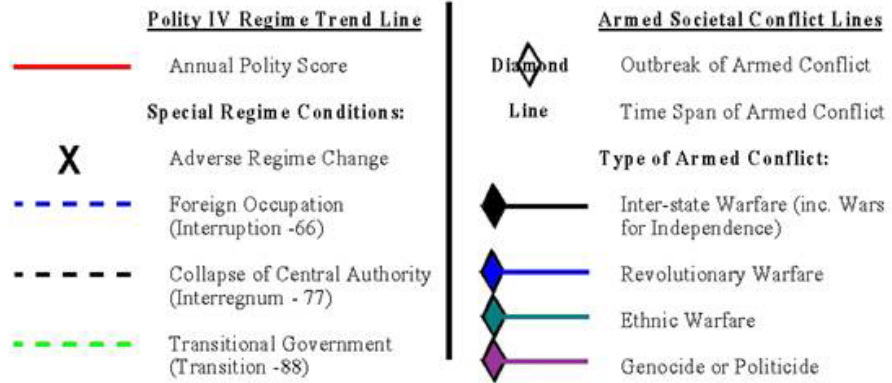 Polity IV Regime Trend Line
Annual Polity Score
Special Regime Conditions:
X
Adverse Regime Change
Foreign Occupation
(Interruption -66)
Collapse of Central Authority
(Interregnum - 77)
Transitional Government
(Transition -88)
Armed Societal Conflict Lines
Diamond
Outbreak of Armed Conflict
Line
Time Span of Armed Conflict
Type of Armed Conflict:
Inter-state Warfare (inc. Wars
for Independence)
Revolutionary Warfare
Ethnic Warfare
Genocide or Politicide